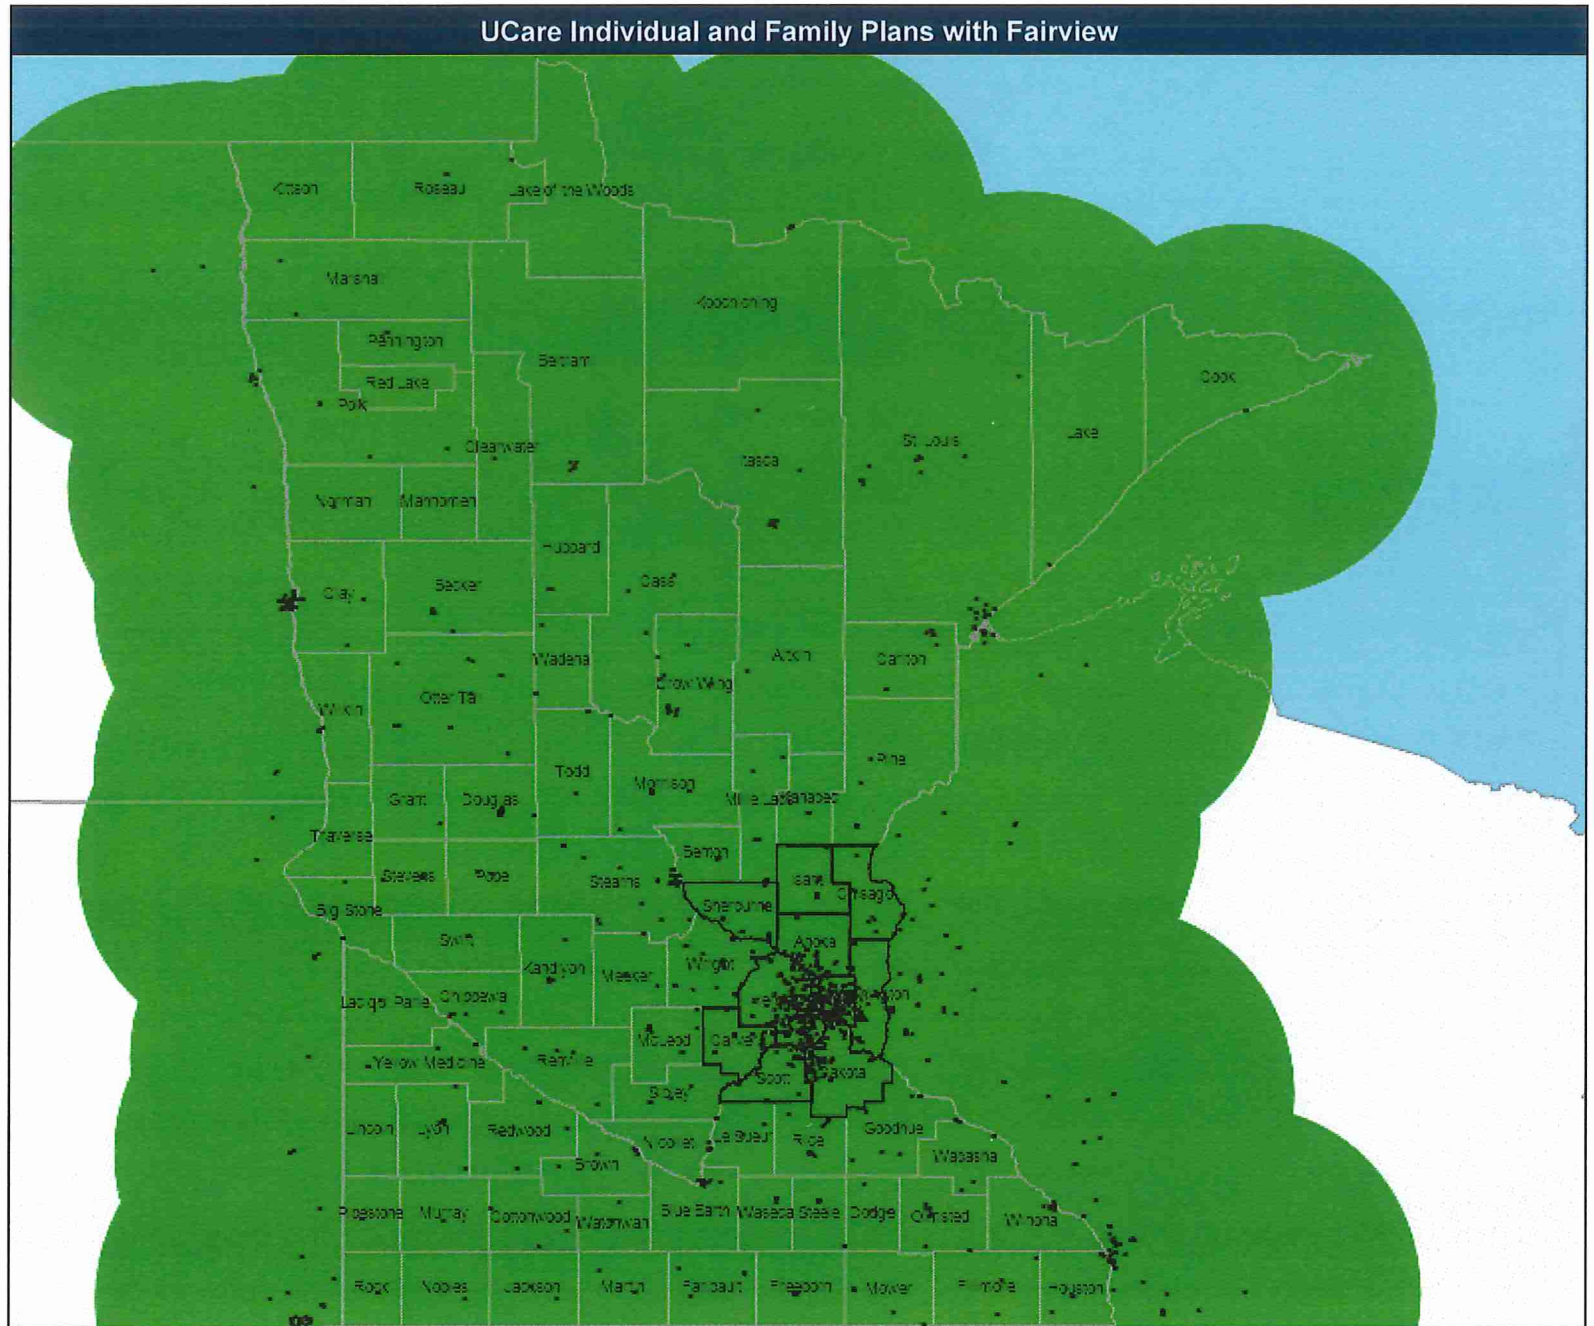 UCare Individual and Family Plans with Fairview
Kittson
Roseau
Lake of the Woods
Marshal
Koochiching
Pennington
Beltrami
Red Lake
Cook
Polk
Lake
St. Louis
Clearwater
Itasca
Norman
Mahnomen
Hubbard
Cass
Becker
Clay
Aitkin
Carlton
Wadena
Crow Wing
Otter Tail
Wilkin
Pine
Todd
Morrison
Grant
Douglas
Mille Lacs
Kanabec
Traverse
Benton
Stevens
Pope
Stearns
Isanti
Chisago
Sherburne
Big Stone
Swift
Anoka
Kandiyohi
Meeker
Wright
Lac qui Parle
Chippewa
McLeod
Carver
Yellow Medicine
Renville
Scott
Dakota
Sibley
Lincoln
Lyon
Redwood
Nicollet
Le Sueur
Rice
Goodhue
Wabasha
Brown
Pipestone
Murray
Cottonwood
Watonwan
Blue Earth
Waseca
Steele
Dodge
Olmsted
Winona
Rock
Nobles
Jackson
Martin
Faribault
Freeborn
Mower
Fillmore
Houston